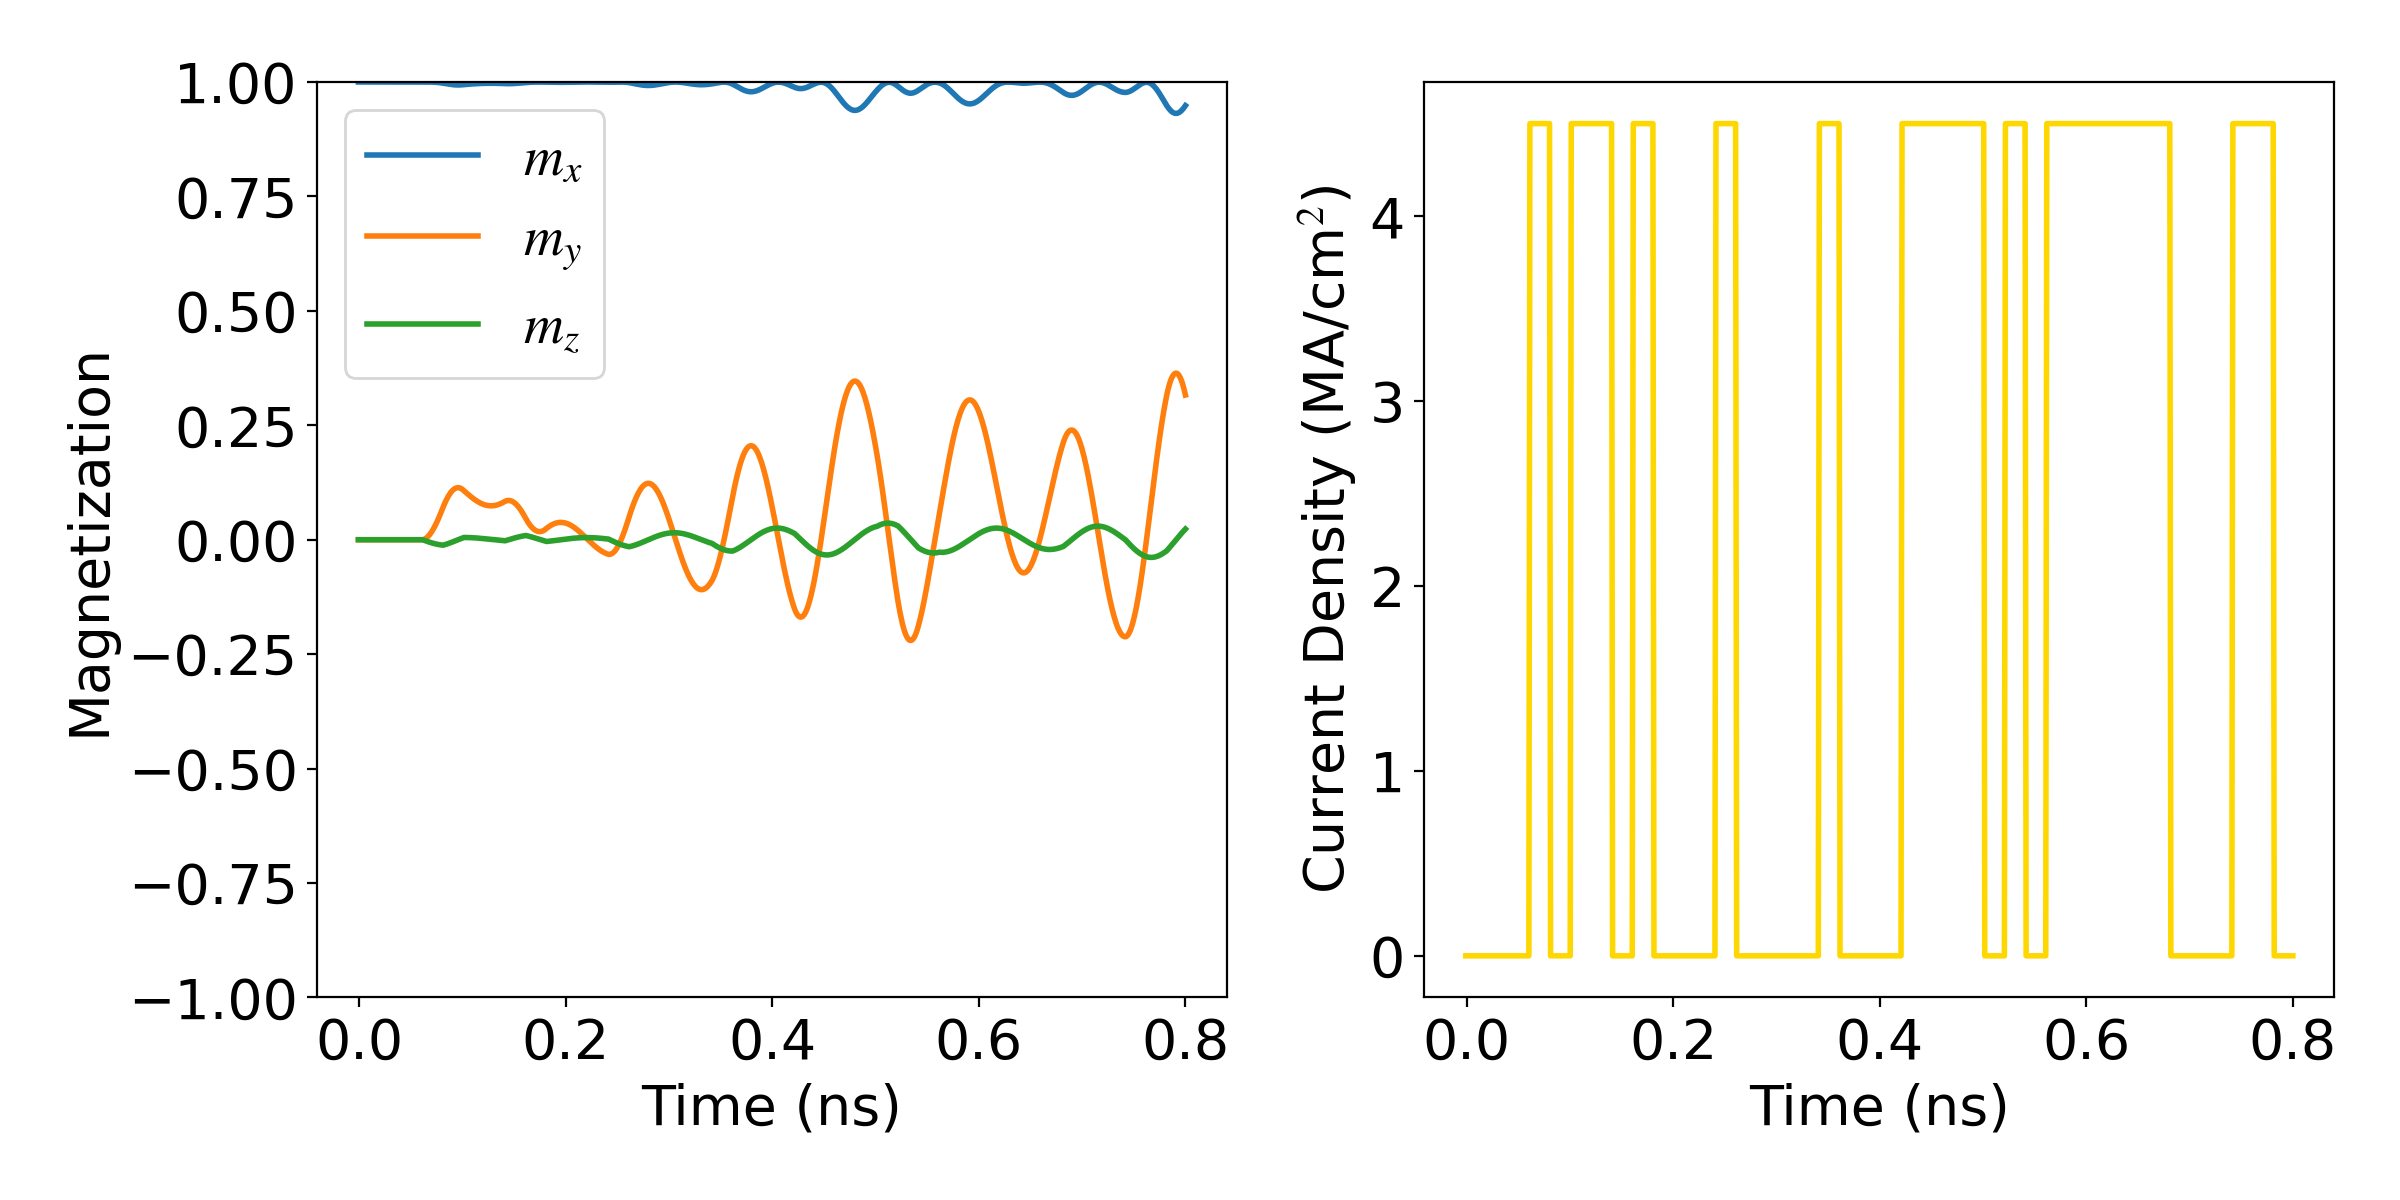 1.00
0.75
0.50
0.25
0.00
−0.25
−0.50
−0.75
−1.00
Magnetization
m_x
m_y
m_z
0.0 0.2 0.4 0.6 0.8
Time (ns)
4
3
2
1
0
Current Density (MA/cm²)
0.0 0.2 0.4 0.6 0.8
Time (ns)